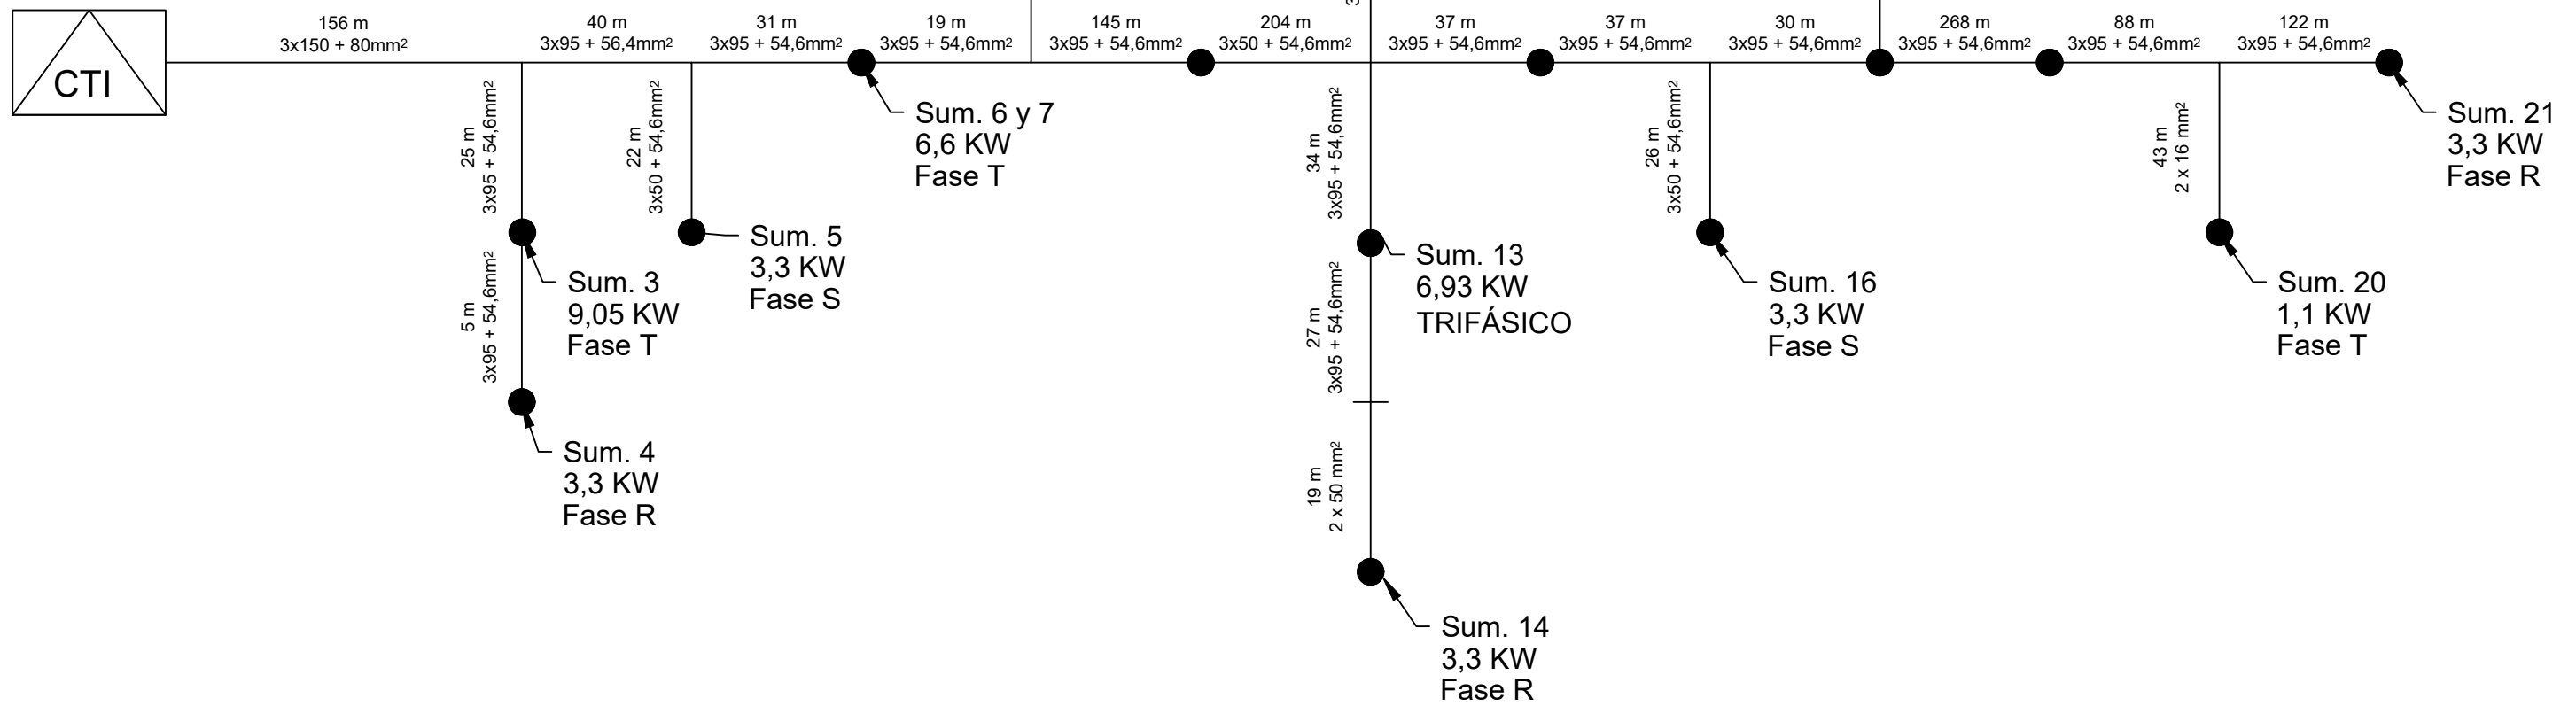 156 m
3x150 + 80mm²
40 m
3x95 + 56,4mm²
31 m
3x95 + 54,6mm²
19 m
3x95 + 54,6mm²
145 m
3x95 + 54,6mm²
204 m
3x50 + 54,6mm²
3
37 m
3x95 + 54,6mm²
37 m
3x95 + 54,6mm²
30 m
3x95 + 54,6mm²
268 m
3x95 + 54,6mm²
88 m
3x95 + 54,6mm²
122 m
3x95 + 54,6mm²
CTI
25 m
3x95 + 54,6mm²
22 m
3x50 + 54,6mm²
Sum. 6 y 7
6,6 KW
Fase T
34 m
3x95 + 54,6mm²
26 m
3x50 + 54,6mm²
43 m
2 x 16 mm²
Sum. 21
3,3 KW
Fase R
5 m
3x95 + 54,6mm²
Sum. 3
9,05 KW
Fase T
Sum. 5
3,3 KW
Fase S
27 m
3x95 + 54,6mm²
Sum. 13
6,93 KW
TRIFÁSICO
Sum. 16
3,3 KW
Fase S
Sum. 20
1,1 KW
Fase T
Sum. 4
3,3 KW
Fase R
19 m
2 x 50 mm²
Sum. 14
3,3 KW
Fase R